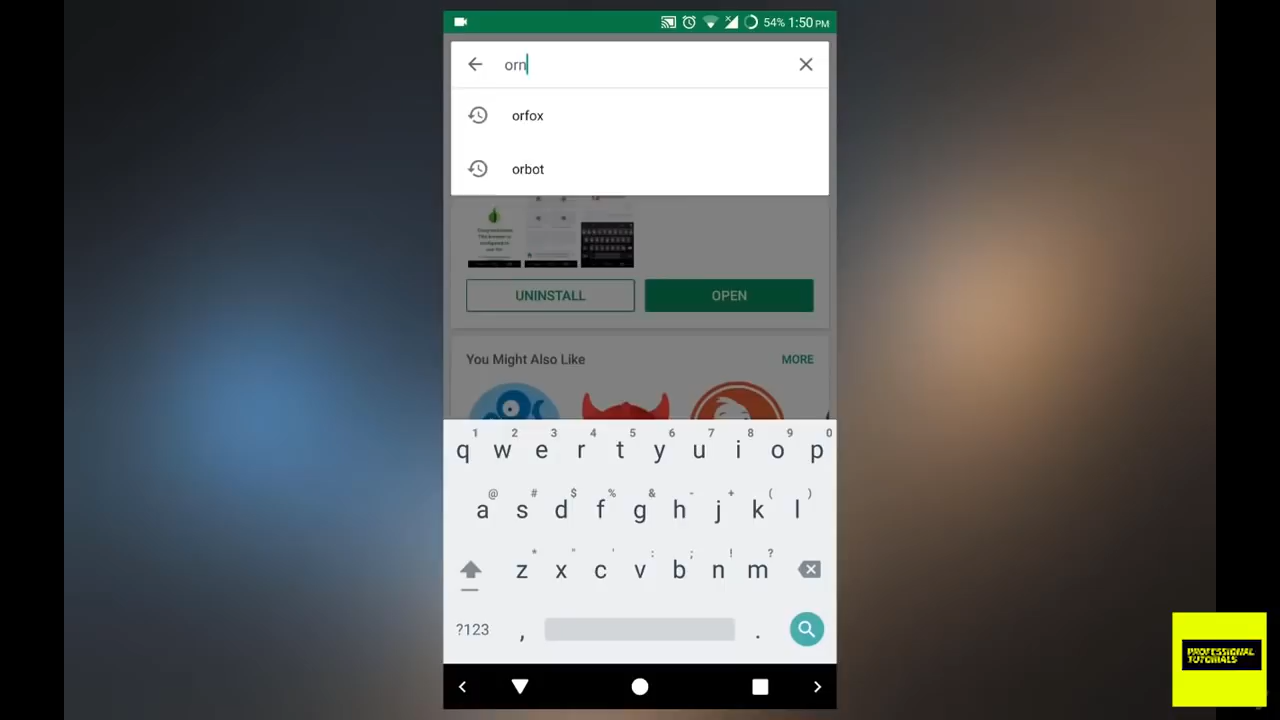 54% 1:50 PM
orn
orfox
orbot
UNINSTALL OPEN
You Might Also Like MORE
1 2 3 4 5 6 7 8 9 0
q w e r t y u i o p
@ # $ % & - + ( )
a s d f g h j k l
* " ' : ; ! ?
z x c v b n m
?123 , .
PROFESSIONAL
TUTORIALS